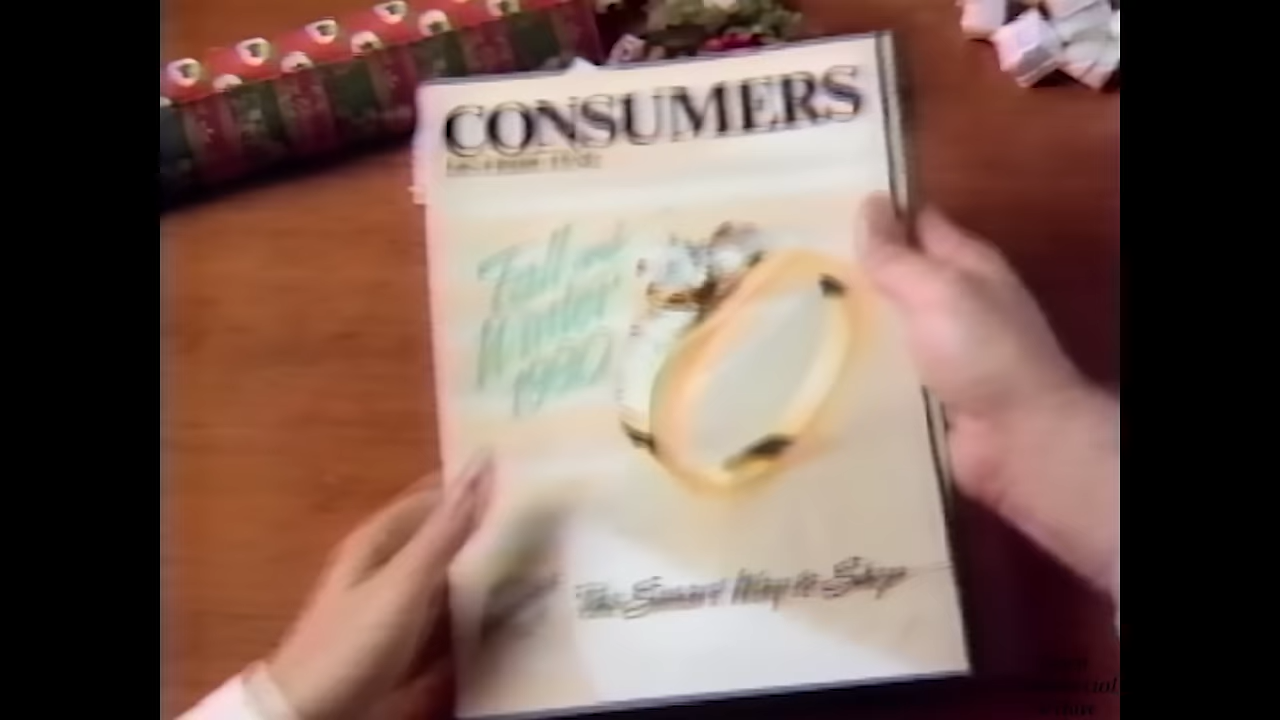 CONSUMERS
Fall and
Winter
1990
The Smart Way to Shop